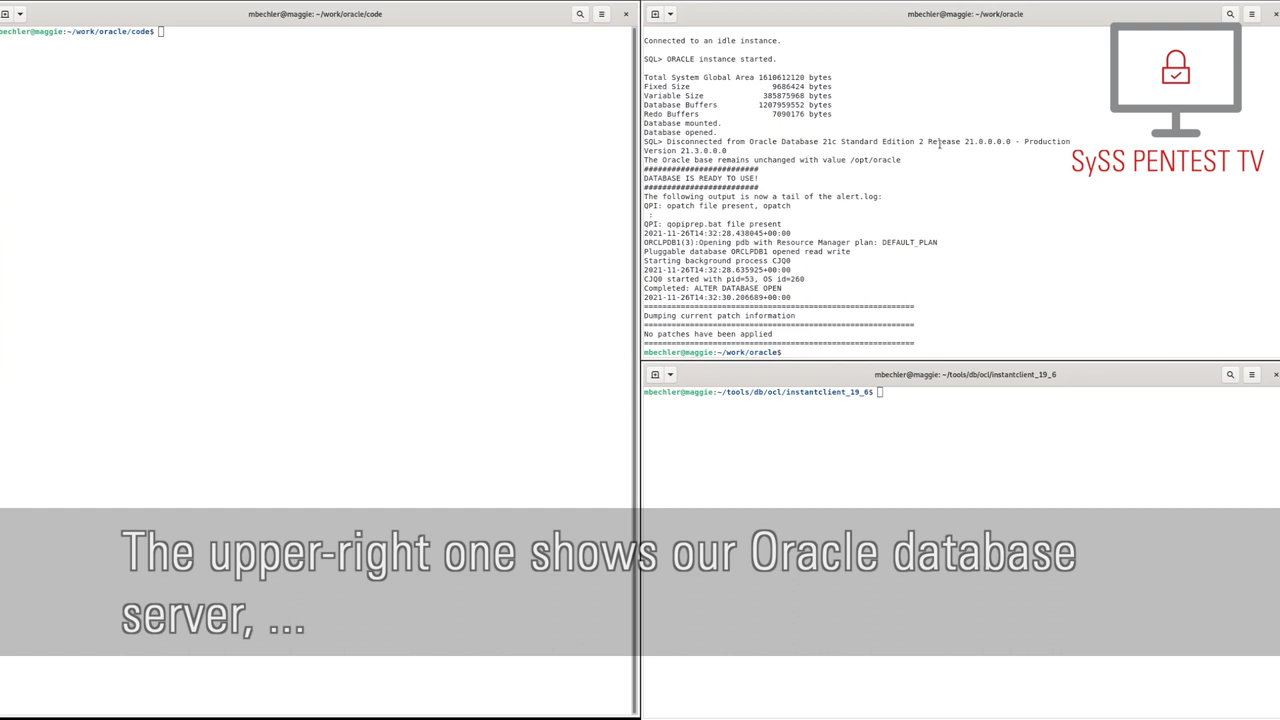 mbechler@maggie: ~/work/oracle/code
bechler@maggie:~/work/oracle/code$
mbechler@maggie: ~/work/oracle
Connected to an idle instance.
SQL> ORACLE instance started.
Total System Global Area 1610612120 bytes
Fixed Size 9686424 bytes
Variable Size 385875968 bytes
Database Buffers 1207959552 bytes
Redo Buffers 7090176 bytes
Database mounted.
Database opened.
SQL> Disconnected from Oracle Database 21c Standard Edition 2 Release 21.0.0.0.0 - Production
Version 21.3.0.0.0
The Oracle base remains unchanged with value /opt/oracle
#########################
DATABASE IS READY TO USE!
#########################
The following output is now a tail of the alert.log:
QPI: opatch file present, opatch
:
QPI: qopiprep.bat file present
2021-11-26T14:32:28.438045+00:00
ORCLPDB1(3):Opening pdb with Resource Manager plan: DEFAULT_PLAN
Pluggable database ORCLPDB1 opened read write
Starting background process CJQ0
2021-11-26T14:32:28.635925+00:00
CJQ0 started with pid=53, OS id=260
Completed: ALTER DATABASE OPEN
2021-11-26T14:32:30.206689+00:00
===========================================================
Dumping current patch information
===========================================================
No patches have been applied
===========================================================
mbechler@maggie:~/work/oracle$
SySS PENTEST TV
mbechler@maggie: ~/tools/db/ocl/instantclient_19_6
mbechler@maggie:~/tools/db/ocl/instantclient_19_6$
The upper-right one shows our Oracle database
server, ...